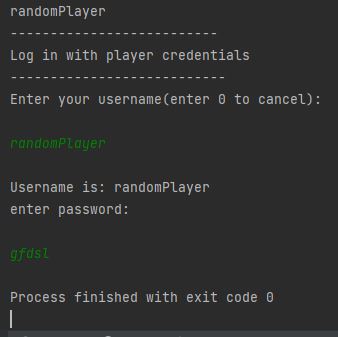 randomPlayer
--------------------------
Log in with player credentials
---------------------------
Enter your username(enter 0 to cancel):
randomPlayer
Username is: randomPlayer
enter password:
gfdsl
Process finished with exit code 0